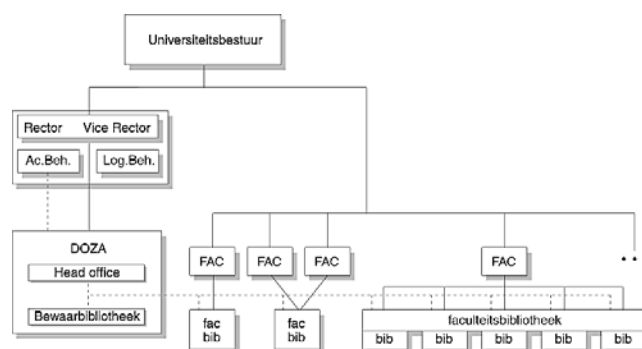 Universiteitsbestuur
Rector Vice Rector
Ac.Beh. Log.Beh.
DOZA
Head office
Bewaarbibliotheek
FAC FAC FAC FAC ..
fac bib
fac bib
faculteitsbibliotheek
bib bib bib bib bib